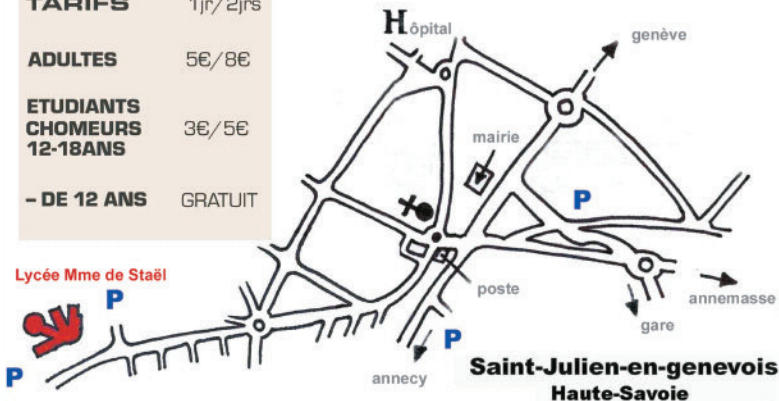 TARIFS 1jr/2jrs
ADULTES 5€/8€
ETUDIANTS
CHOMEURS 3€/5€
12-18ANS
- DE 12 ANS GRATUIT
Hôpital
genève
mairie
P
Lycée Mme de Staël
P
poste
annemasse
gare
P
P
annecy
Saint-Julien-en-genevois
Haute-Savoie